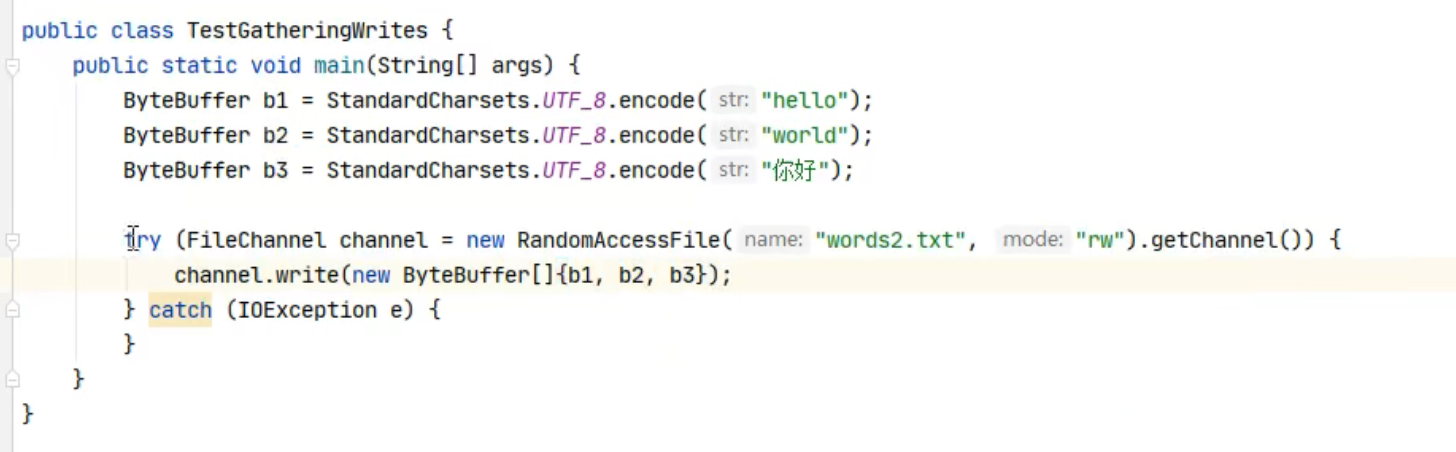 public class TestGatheringWrites {
    public static void main(String[] args) {
        ByteBuffer b1 = StandardCharsets.UTF_8.encode( str: "hello");
        ByteBuffer b2 = StandardCharsets.UTF_8.encode( str: "world");
        ByteBuffer b3 = StandardCharsets.UTF_8.encode( str: "你好");
        try (FileChannel channel = new RandomAccessFile( name: "words2.txt", mode: "rw").getChannel()) {
            channel.write(new ByteBuffer[]{b1, b2, b3});
        } catch (IOException e) {
        }
    }
}